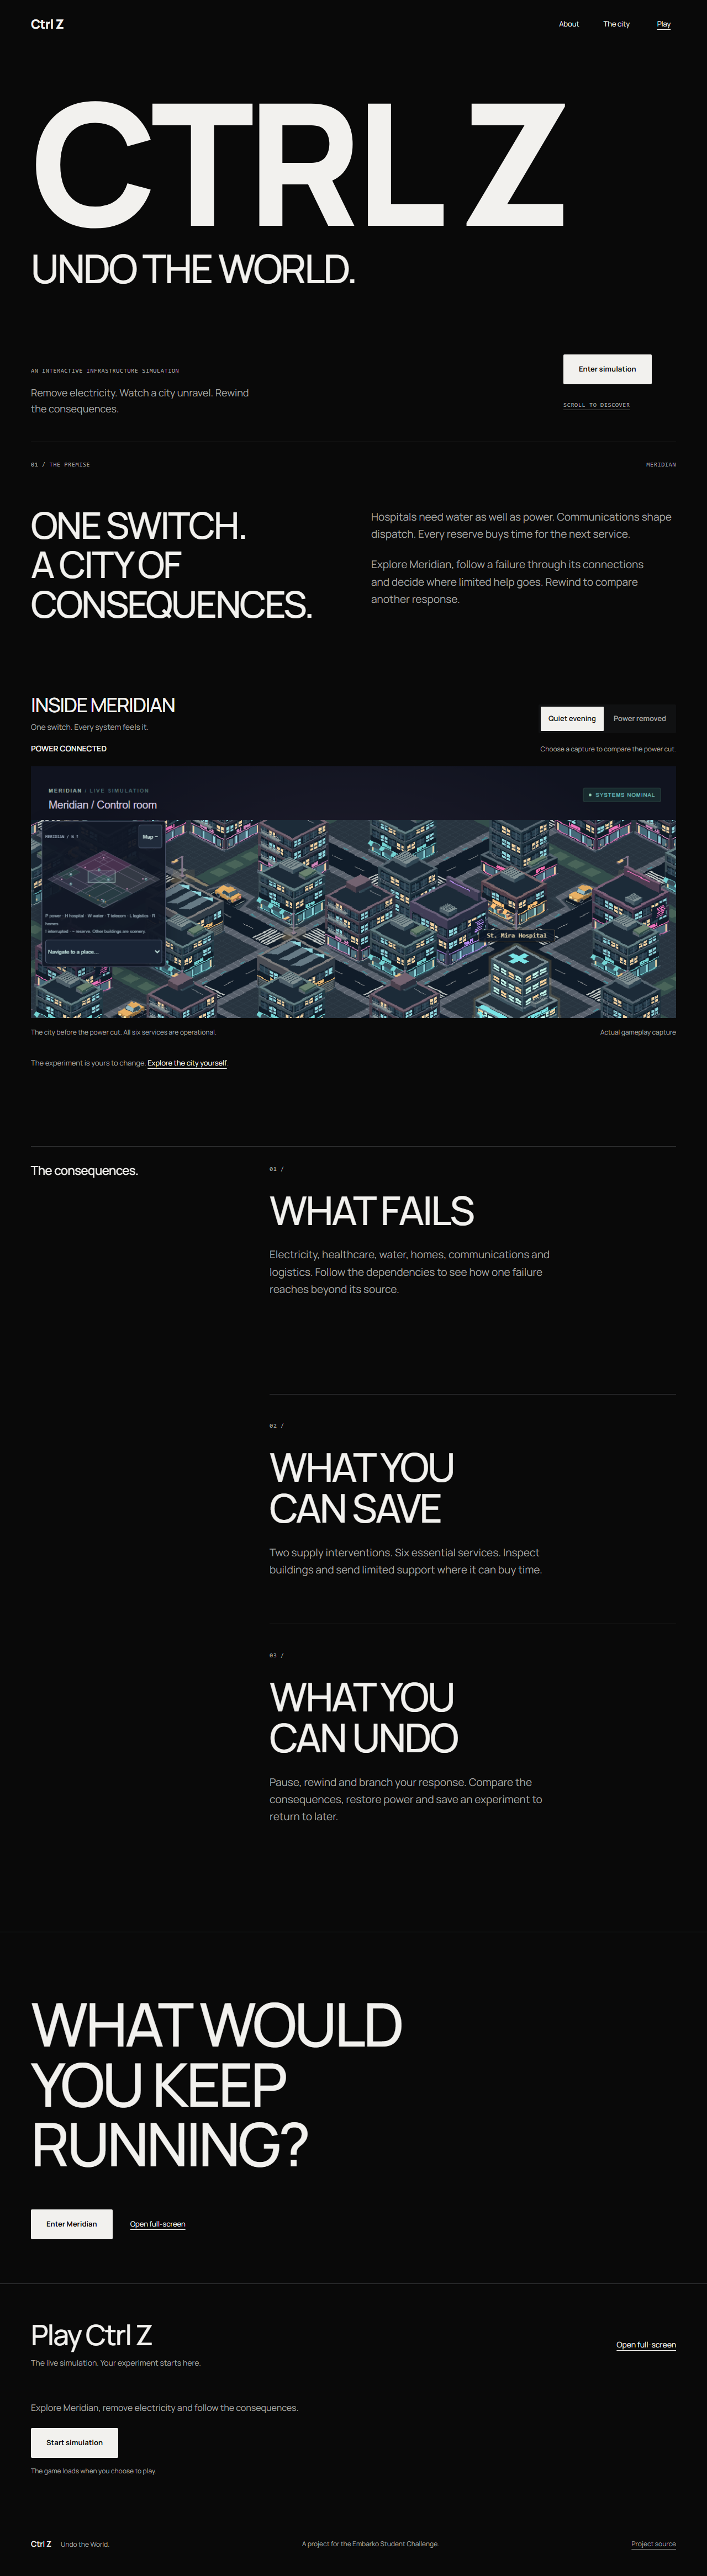 Ctrl Z
About
The city
Play
CTRL Z
UNDO THE WORLD.
AN INTERACTIVE INFRASTRUCTURE SIMULATION
Remove electricity. Watch a city unravel. Rewind
the consequences.
Enter simulation
SCROLL TO DISCOVER
01 / THE PREMISE
MERIDIAN
ONE SWITCH.
A CITY OF
CONSEQUENCES.
Hospitals need water as well as power. Communications shape
dispatch. Every reserve buys time for the next service.
Explore Meridian, follow a failure through its connections
and decide where limited help goes. Rewind to compare
another response.
INSIDE MERIDIAN
One switch. Every system feels it.
POWER CONNECTED
Quiet evening
Power removed
Choose a capture to compare the power cut.
MERIDIAN / LIVE SIMULATION
Meridian / Control room
SYSTEMS NOMINAL
Map −
P power · H hospital · W water · T telecom · L logistics · R
homes
! interrupted · ~ reserve. Other buildings are scenery.
Navigate to a place...
St. Mira Hospital
The city before the power cut. All six services are operational.
Actual gameplay capture
The experiment is yours to change. Explore the city yourself
The consequences.
01 /
WHAT FAILS
Electricity, healthcare, water, homes, communications and
logistics. Follow the dependencies to see how one failure
reaches beyond its source.
02 /
WHAT YOU
CAN SAVE
Two supply interventions. Six essential services. Inspect
buildings and send limited support where it can buy time.
03 /
WHAT YOU
CAN UNDO
Pause, rewind and branch your response. Compare the
consequences, restore power and save an experiment to
return to later.
WHAT WOULD
YOU KEEP
RUNNING?
Enter Meridian
Open full-screen
Play Ctrl Z
The live simulation. Your experiment starts here.
Open full-screen
Explore Meridian, remove electricity and follow the consequences.
Start simulation
The game loads when you choose to play.
Ctrl Z
Undo the World.
A project for the Embarko Student Challenge.
Project source